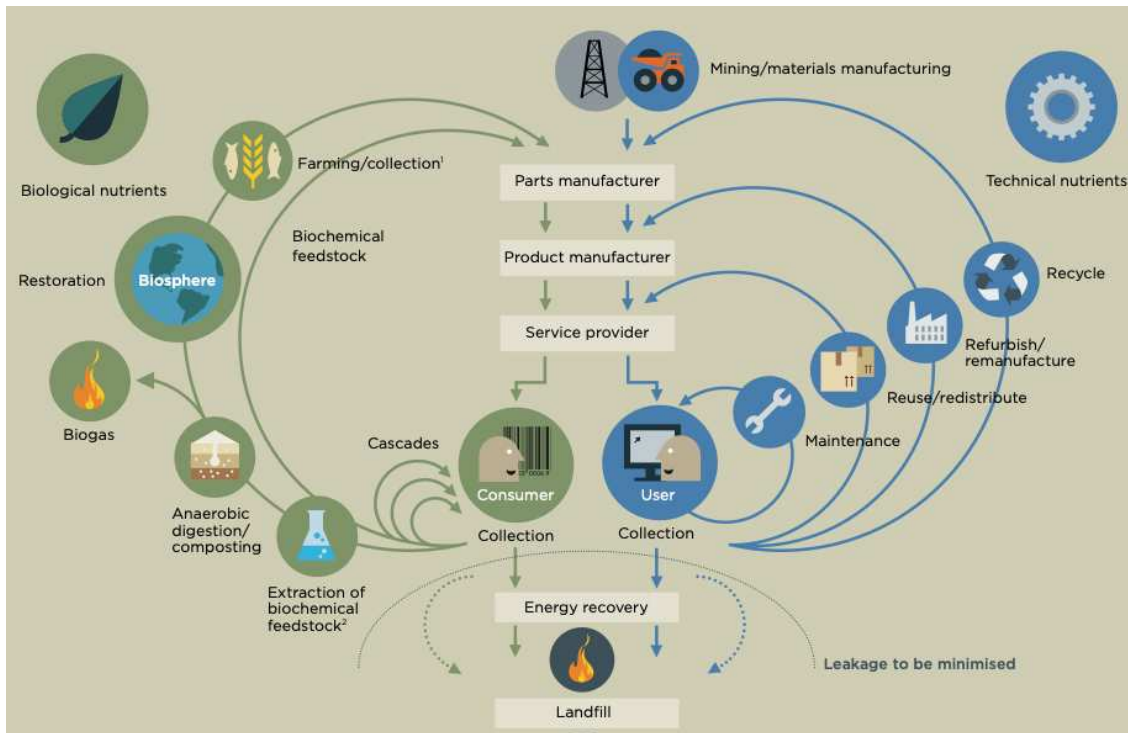 Mining/materials manufacturing
Biological nutrients
Technical nutrients
Farming/collection¹
Parts manufacturer
Biochemical
feedstock
Product manufacturer
Restoration
Biosphere
Recycle
Service provider
Refurbish/
remanufacture
Reuse/redistribute
Biogas
Cascades
Maintenance
Consumer
User
Anaerobic
digestion/
composting
Collection
Collection
Extraction of
biochemical
feedstock²
Energy recovery
Leakage to be minimised
Landfill